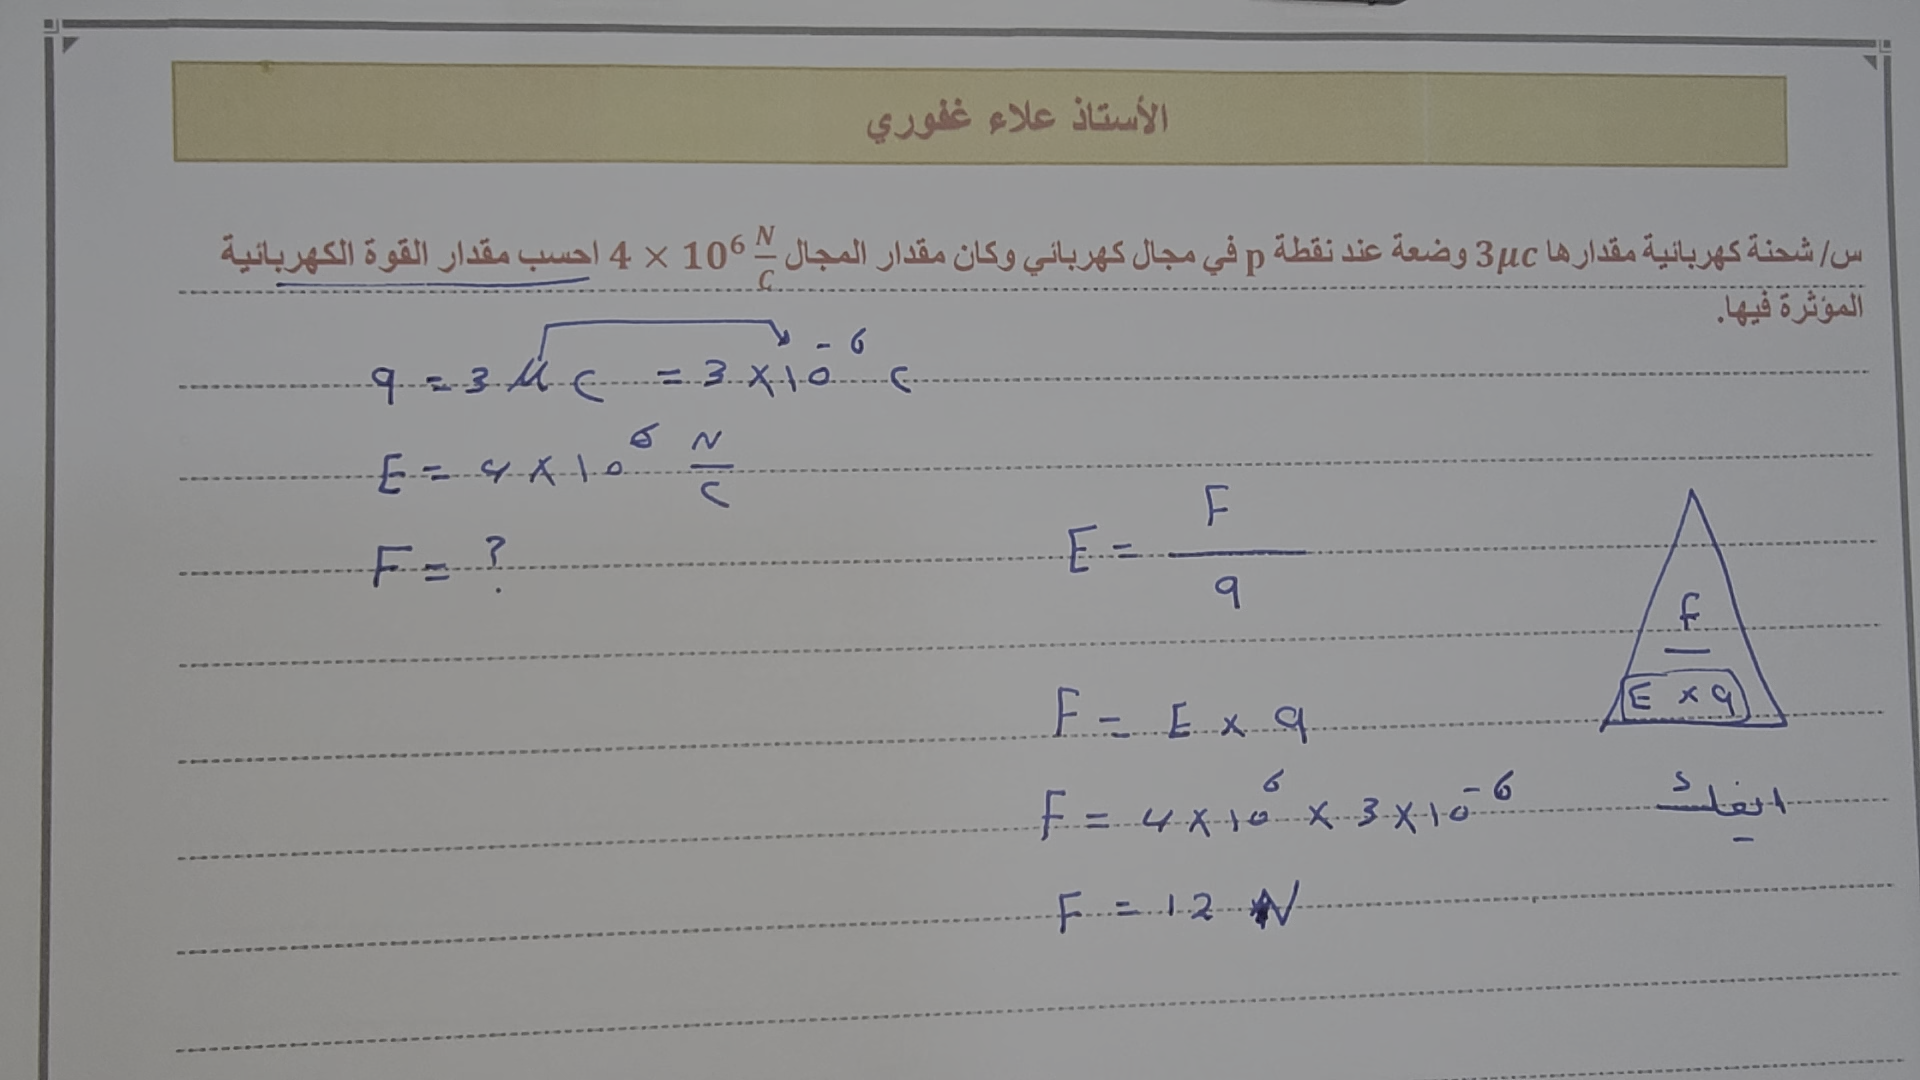 الأستاذ علاء غفوري
س/ شحنة كهربائية مقدارها 3μc وضعة عند نقطة p في مجال كهربائي وكان مقدار المجال 4 × 10⁶ N/C احسب مقدار القوة الكهربائية
المؤثرة فيها.
q = 3 μ c = 3 × 10⁻⁶ c
E = 4 × 10⁶ N/c
F = ?
E = F/q
f
E × q
F = E × q
F = 4 × 10⁶ × 3 × 10⁻⁶
F = 12 N